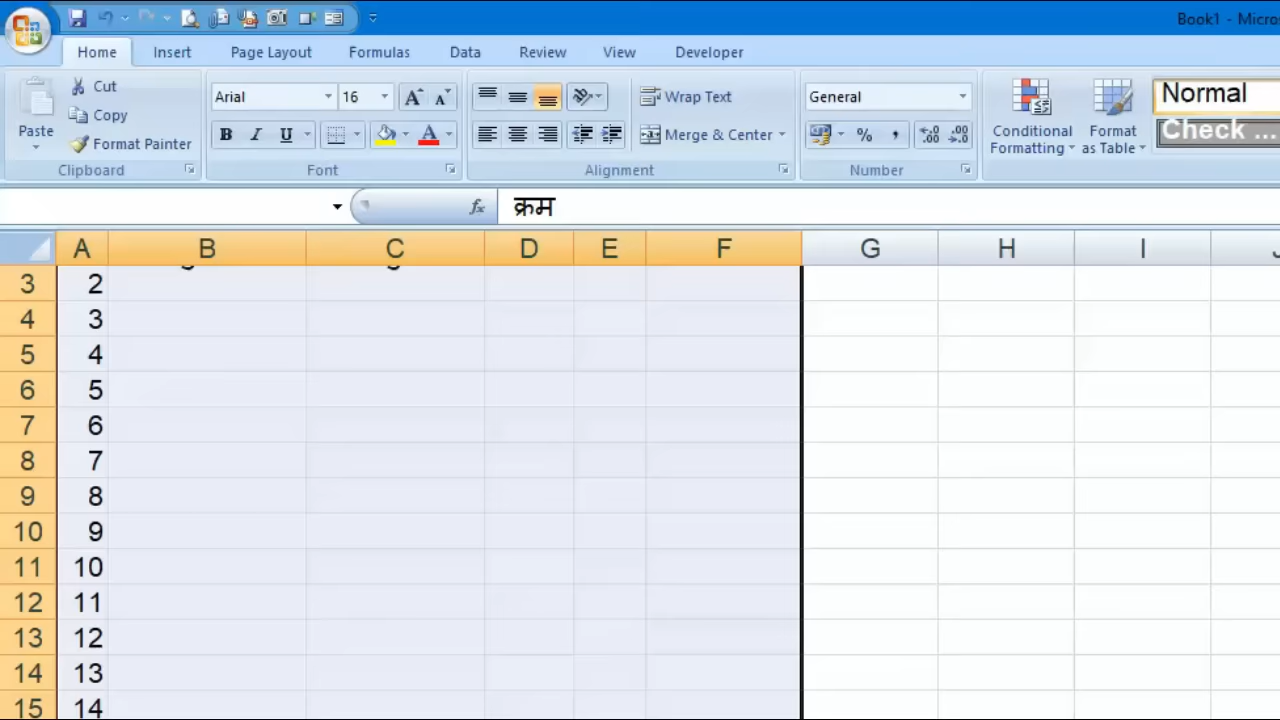 Book1 - Micro
Home Insert Page Layout Formulas Data Review View Developer
Paste
Cut
Copy
Format Painter
Clipboard
Arial 16
B I U A
Font
Wrap Text
Merge & Center
Alignment
General
% ,
Number
Conditional Formatting
Format as Table
Normal
Check ...
fx क्रम
A B C D E F G H I J
3 2
4 3
5 4
6 5
7 6
8 7
9 8
10 9
11 10
12 11
13 12
14 13
15 14